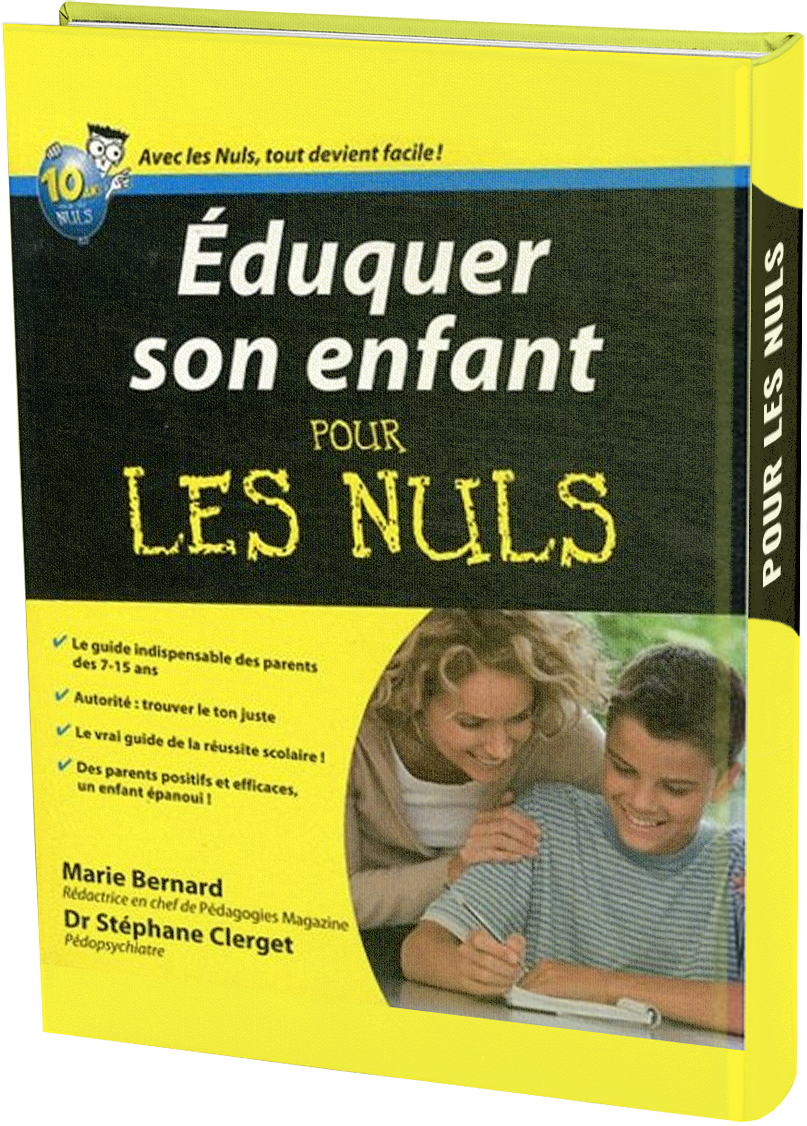 Avec les Nuls, tout devient facile !
10 ans
NULS
Éduquer
son enfant
POUR
LES NULS
✓ Le guide indispensable des parents
des 7-15 ans
✓ Autorité : trouver le ton juste
✓ Le vrai guide de la réussite scolaire !
✓ Des parents positifs et efficaces,
un enfant épanoui !
Marie Bernard
Rédactrice en chef de Pédagogies Magazine
Dr Stéphane Clerget
Pédopsychiatre
POUR LES NULS